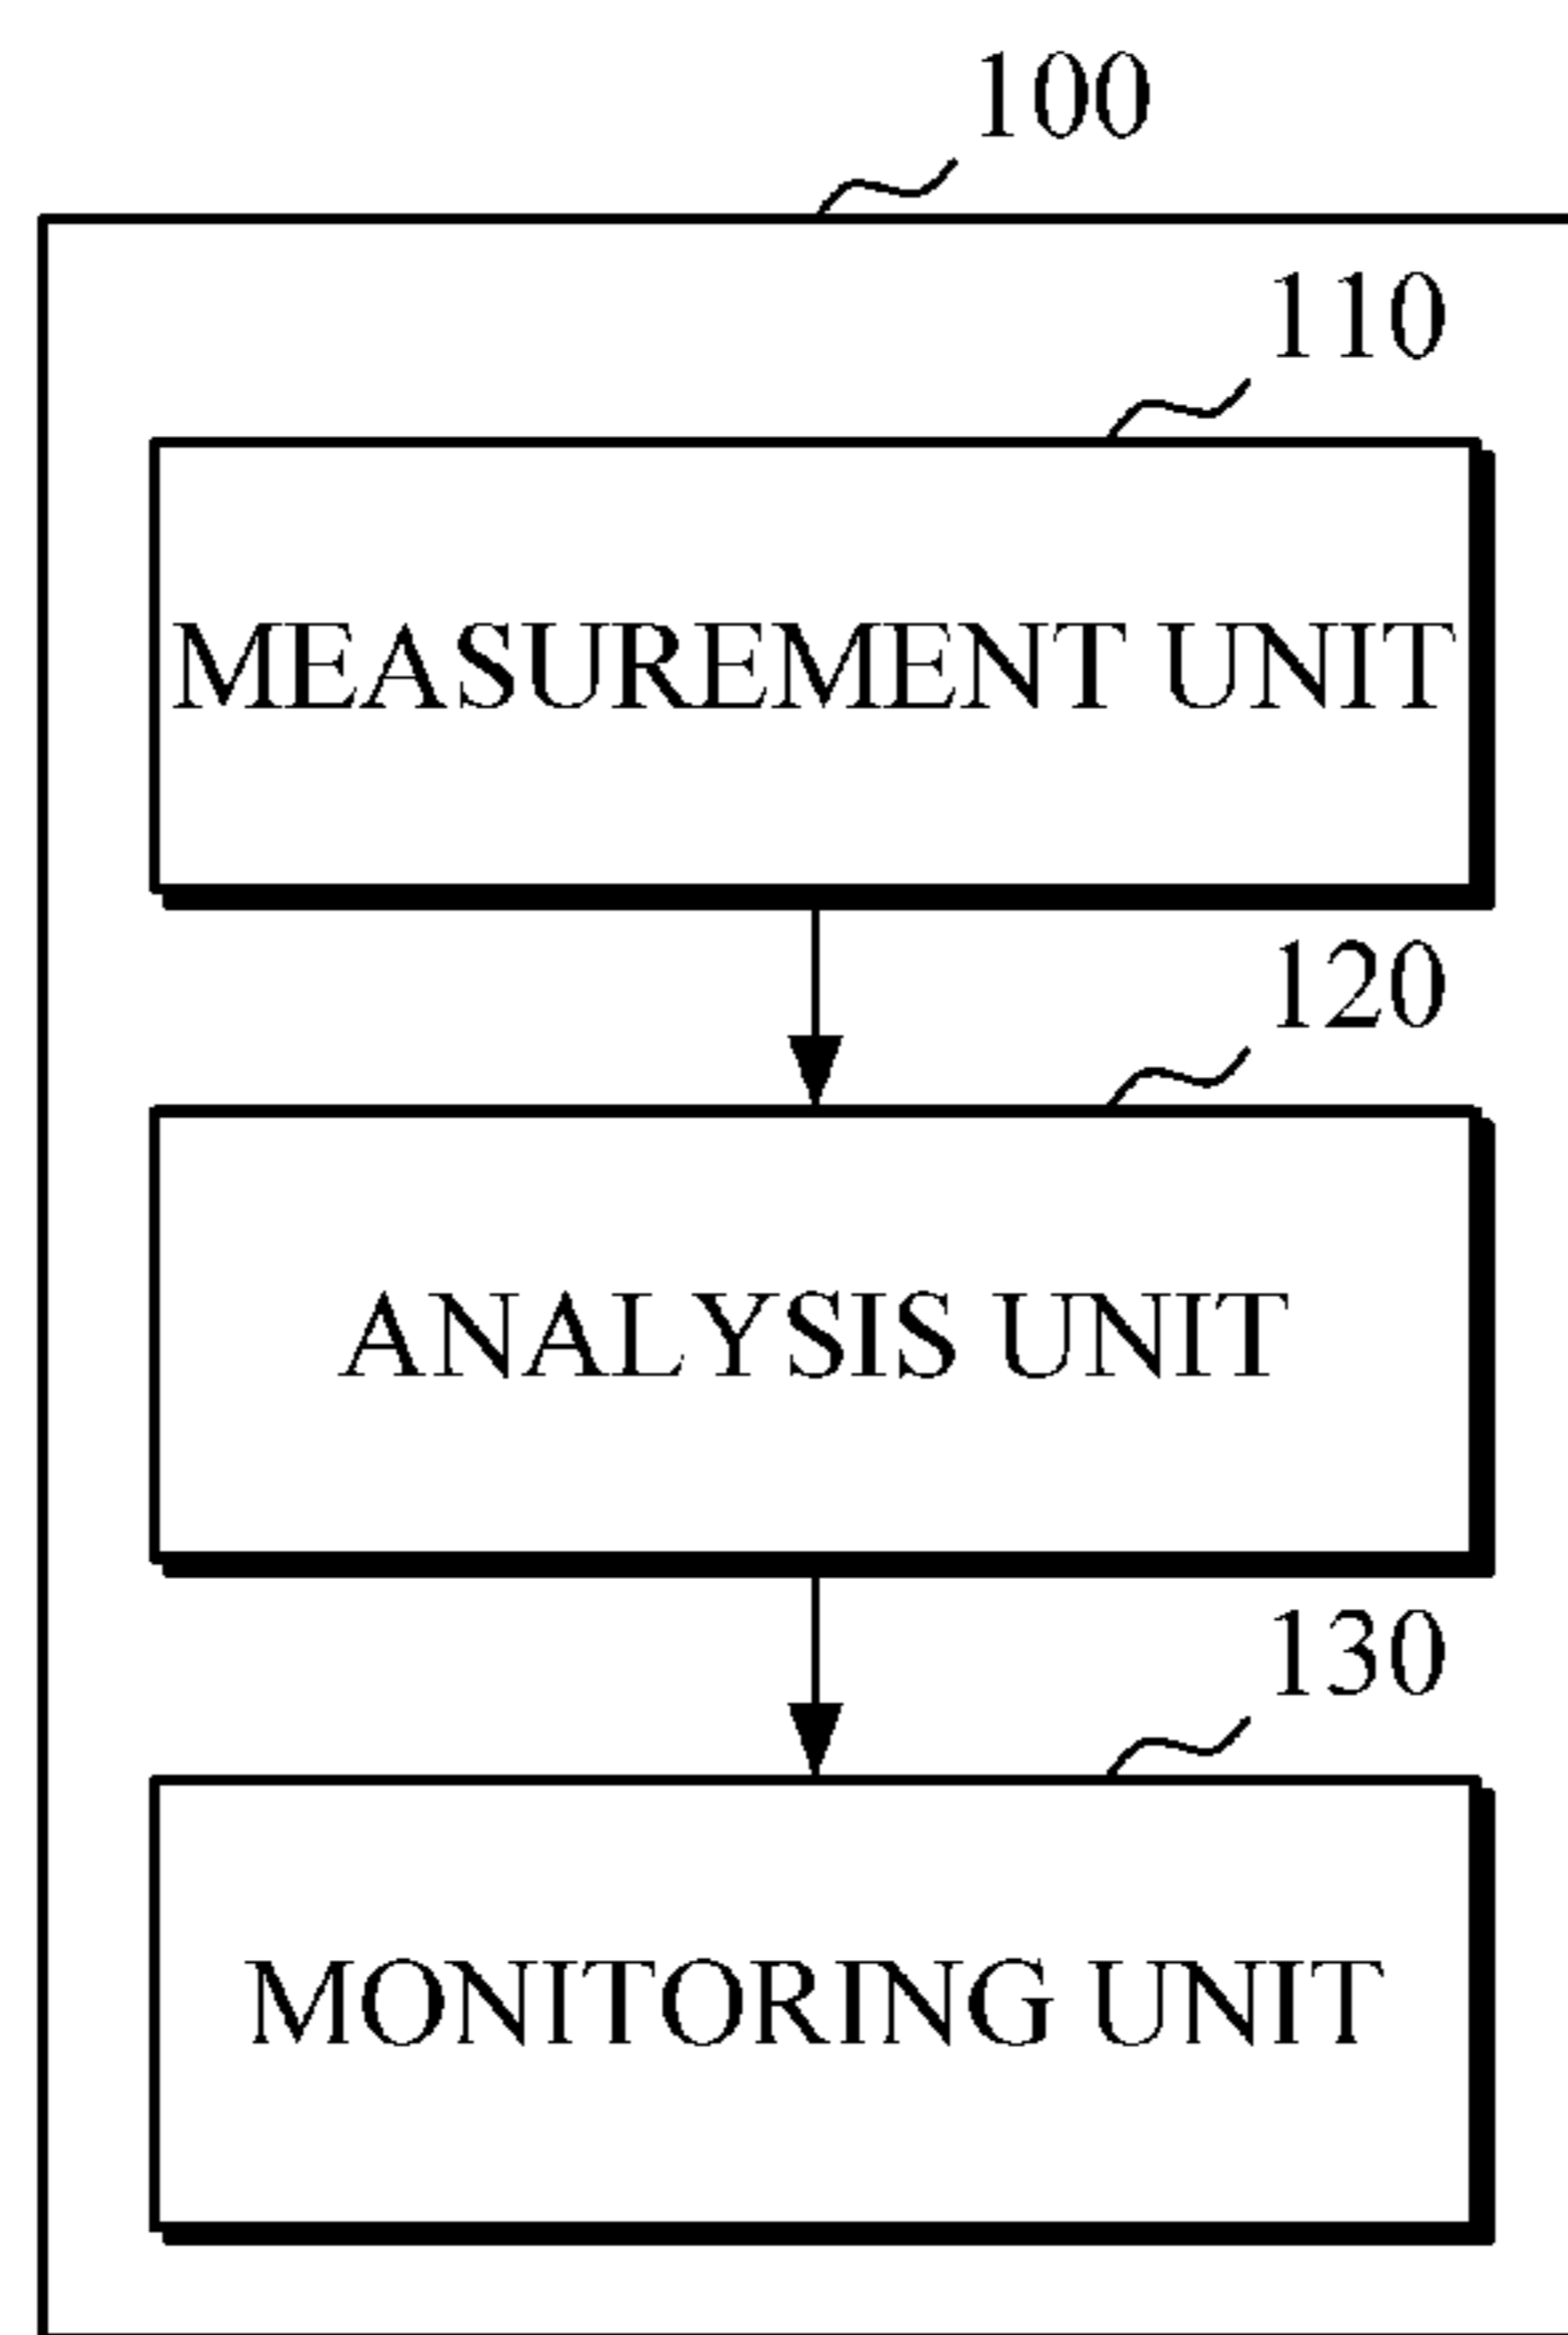 100
110
MEASUREMENT UNIT
120
ANALYSIS UNIT
130
MONITORING UNIT